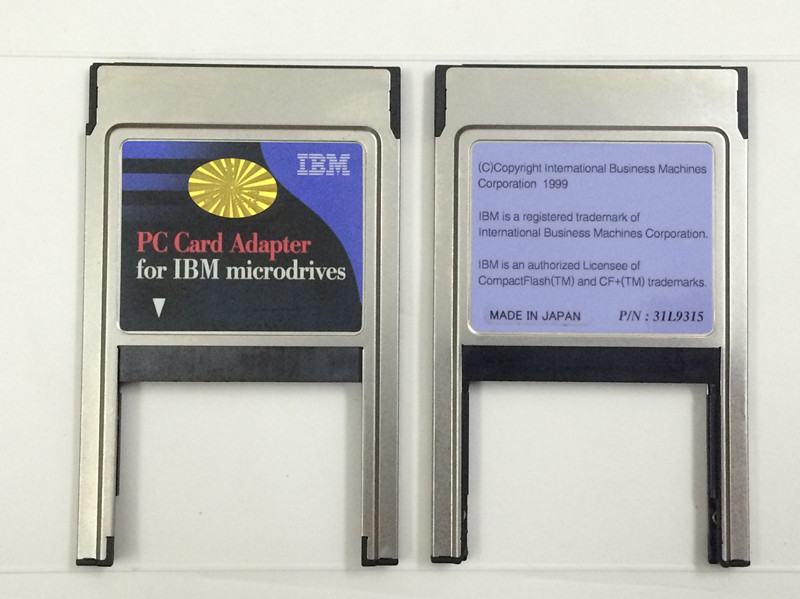 IBM
PC Card Adapter
for IBM microdrives
(C)Copyright International Business Machines
Corporation 1999
IBM is a registered trademark of
International Business Machines Corporation.
IBM is an authorized Licensee of
CompactFlash(TM) and CF+(TM) trademarks.
MADE IN JAPAN P/N : 31L9315